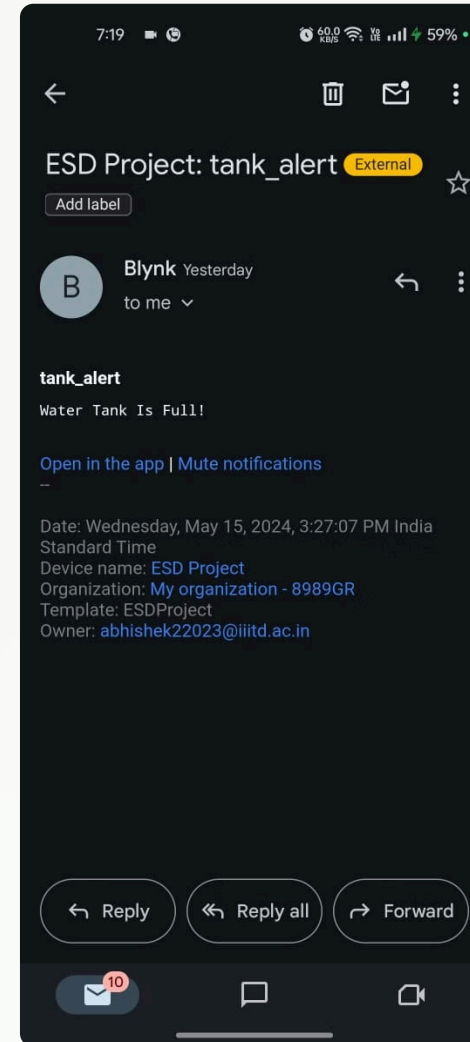 7:19 60.0 KB/S Vo LTE 59%
ESD Project: tank_alert External
Add label
B
Blynk Yesterday
to me
tank_alert
Water Tank Is Full!
Open in the app | Mute notifications
--
Date: Wednesday, May 15, 2024, 3:27:07 PM India
Standard Time
Device name: ESD Project
Organization: My organization - 8989GR
Template: ESDProject
Owner: abhishek22023@iiitd.ac.in
Reply Reply all Forward
10